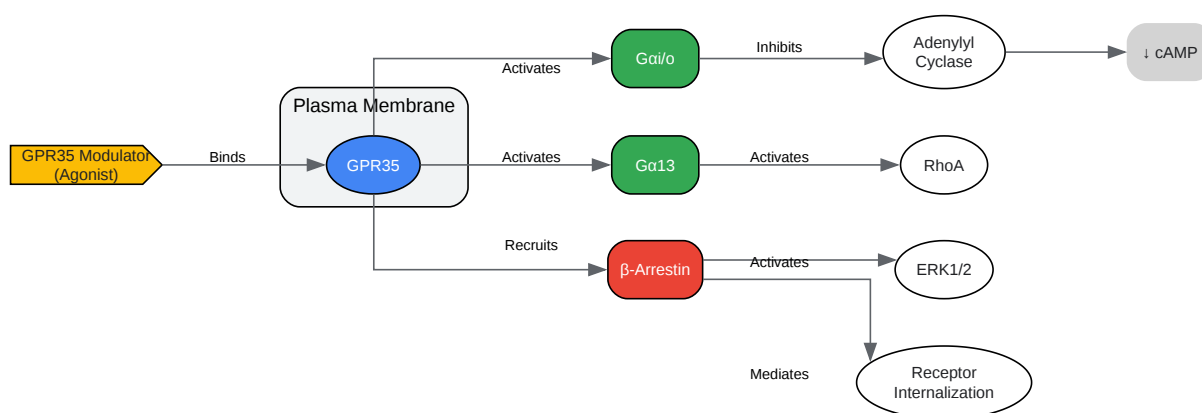 Gαi/o
Inhibits
Adenylyl
Cyclase
↓ cAMP
Activates
Plasma Membrane
GPR35 Modulator
(Agonist)
Binds
GPR35
Activates
Gα13
Activates
RhoA
Recruits
β-Arrestin
Activates
ERK1/2
Mediates
Receptor
Internalization